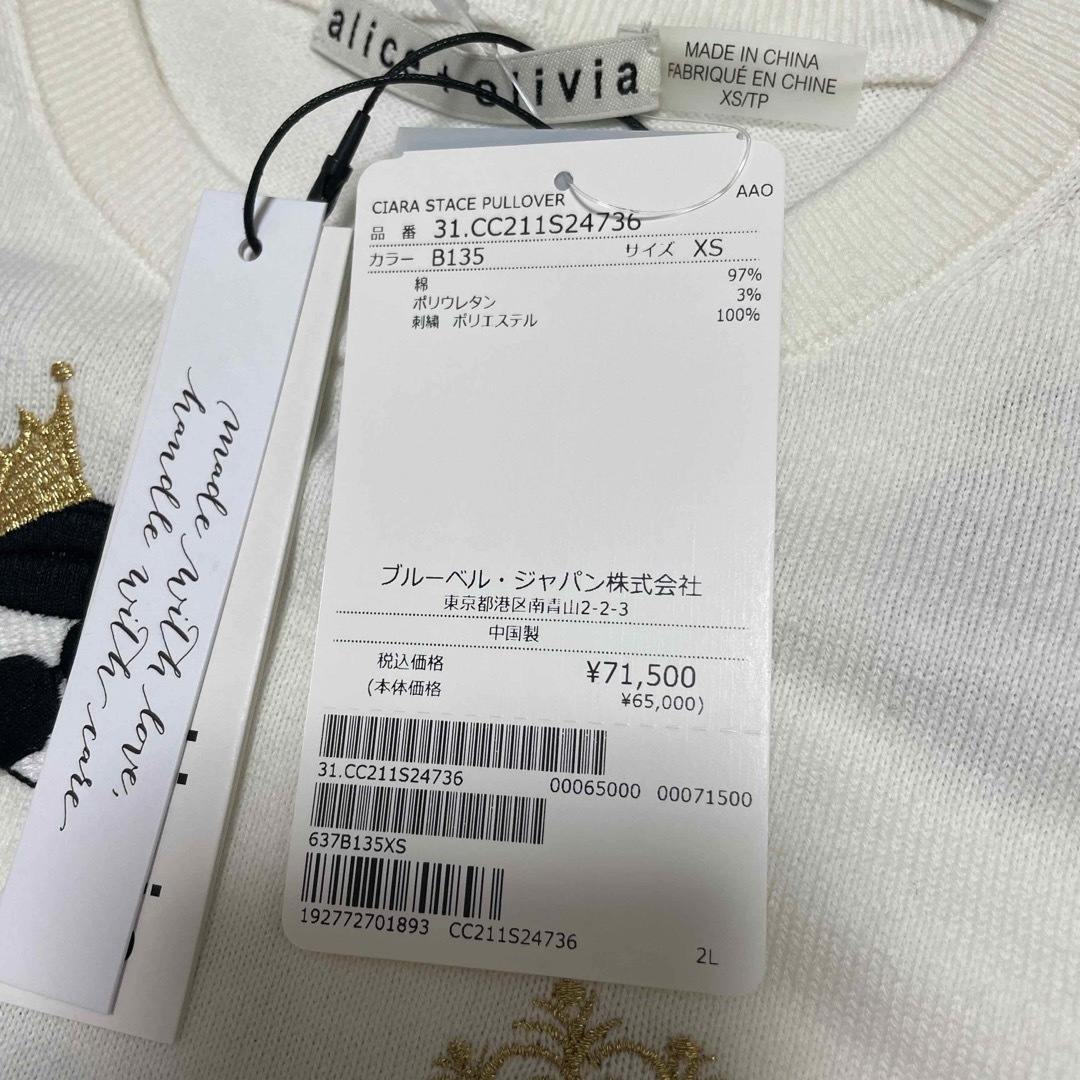 alice + olivia
MADE IN CHINA
FABRIQUÉ EN CHINE
XS/TP
AAO
CIARA STACE PULLOVER
品番 31.CC211S24736
カラー B135 サイズ XS
綿 97%
ポリウレタン 3%
刺繍 ポリエステル 100%
ブルーベル・ジャパン株式会社
東京都港区南青山2-2-3
中国製
税込価格 ¥71,500
(本体価格 ¥65,000)
31.CC211S24736 00065000 00071500
637B135XS
192772701893 CC211S24736
2L
made with love,
handle with care